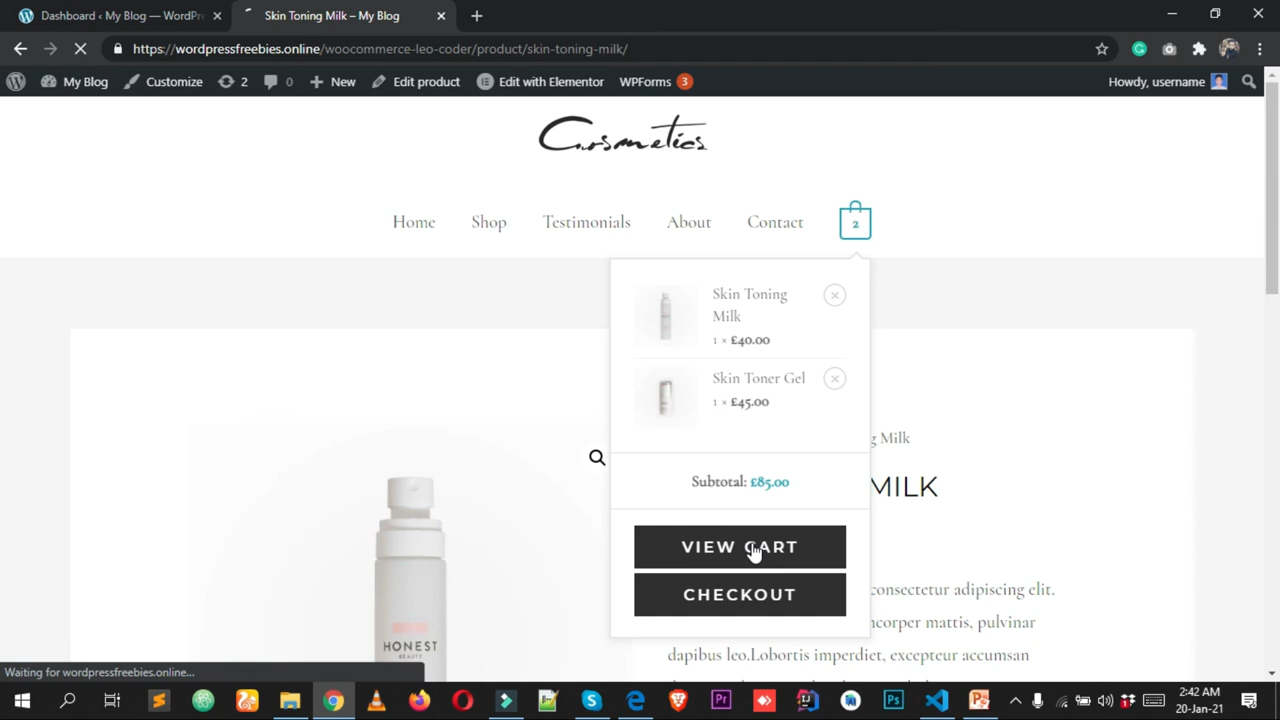 Dashboard ‹ My Blog — WordPr
Skin Toning Milk – My Blog
https://wordpressfreebies.online/woocommerce-leo-coder/product/skin-toning-milk/
My Blog
Customize
2
0
New
Edit product
Edit with Elementor
WPForms
3
Howdy, username
Cosmetics
Home
Shop
Testimonials
About
Contact
2
Skin Toning
Milk
1 × £40.00
Skin Toner Gel
1 × £45.00
g Milk
Subtotal: £85.00
MILK
VIEW CART
consectetur adipiscing elit.
CHECKOUT
ncorper mattis, pulvinar
HONEST
BEAUTY
dapibus leo.Lobortis imperdiet, excepteur accumsan
Waiting for wordpressfreebies.online...
Pr
Ps
2:42 AM
20-Jan-21